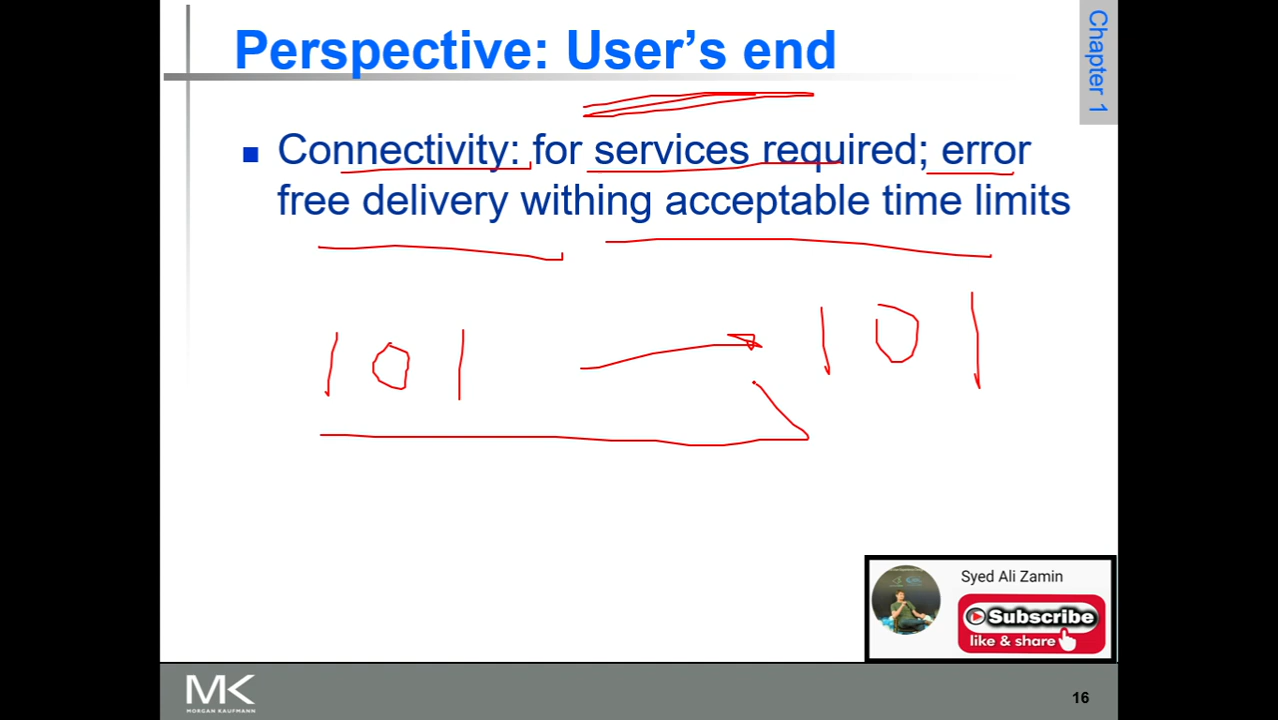 Perspective: User's end
Chapter 1
Connectivity: for services required; error
free delivery withing acceptable time limits
101
101
Syed Ali Zamin
Subscribe
like & share
MK
MORGAN KAUFMANN
16